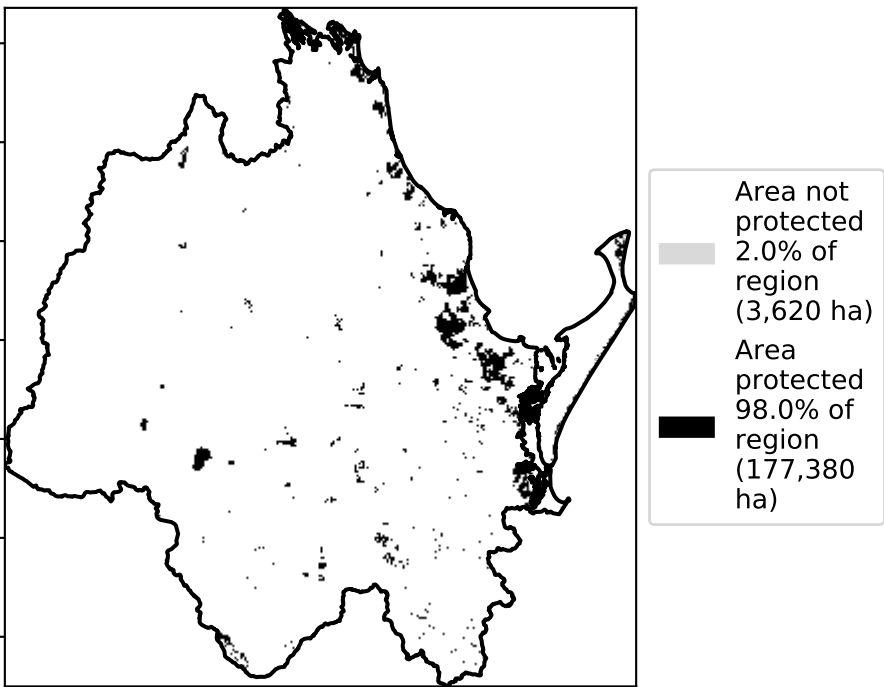 Area not
protected
2.0% of
region
(3,620 ha)
Area
protected
98.0% of
region
(177,380
ha)